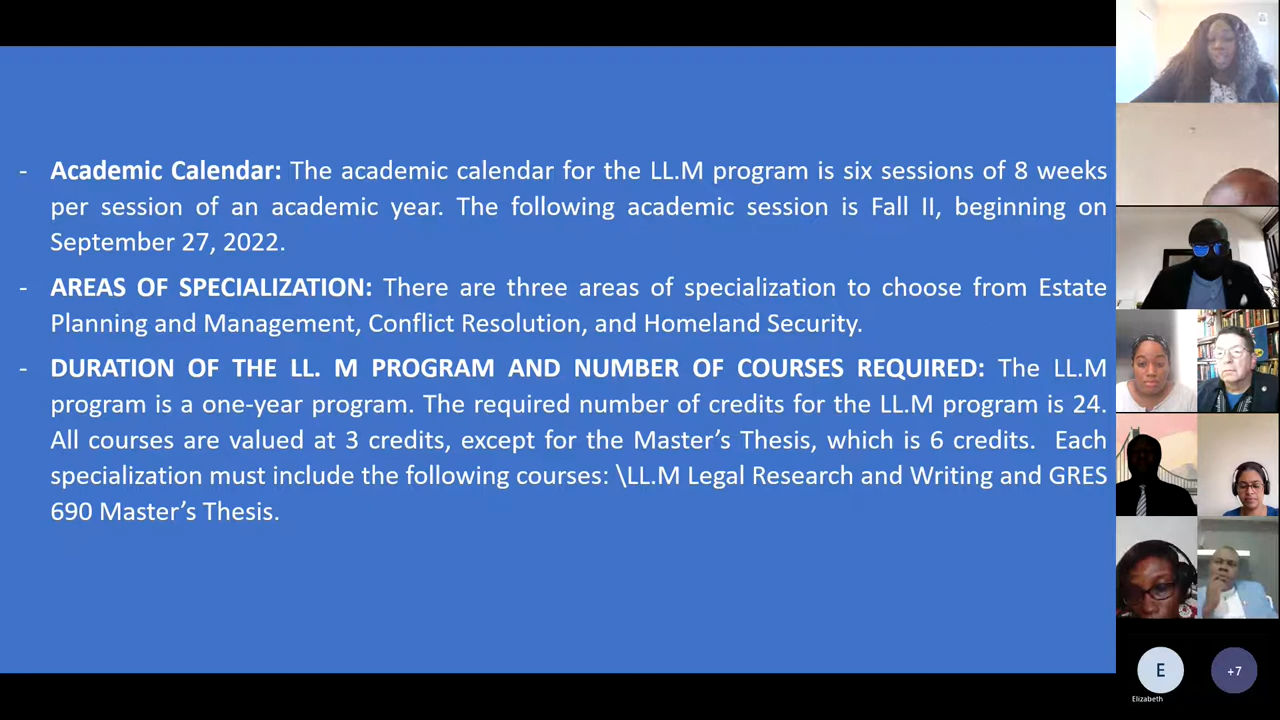 - Academic Calendar: The academic calendar for the LL.M program is six sessions of 8 weeks
per session of an academic year. The following academic session is Fall II, beginning on
September 27, 2022.
- AREAS OF SPECIALIZATION: There are three areas of specialization to choose from Estate
Planning and Management, Conflict Resolution, and Homeland Security.
- DURATION OF THE LL. M PROGRAM AND NUMBER OF COURSES REQUIRED: The LL.M
program is a one-year program. The required number of credits for the LL.M program is 24.
All courses are valued at 3 credits, except for the Master’s Thesis, which is 6 credits.  Each
specialization must include the following courses: \LL.M Legal Research and Writing and GRES
690 Master’s Thesis.
E
+7
Elizabeth